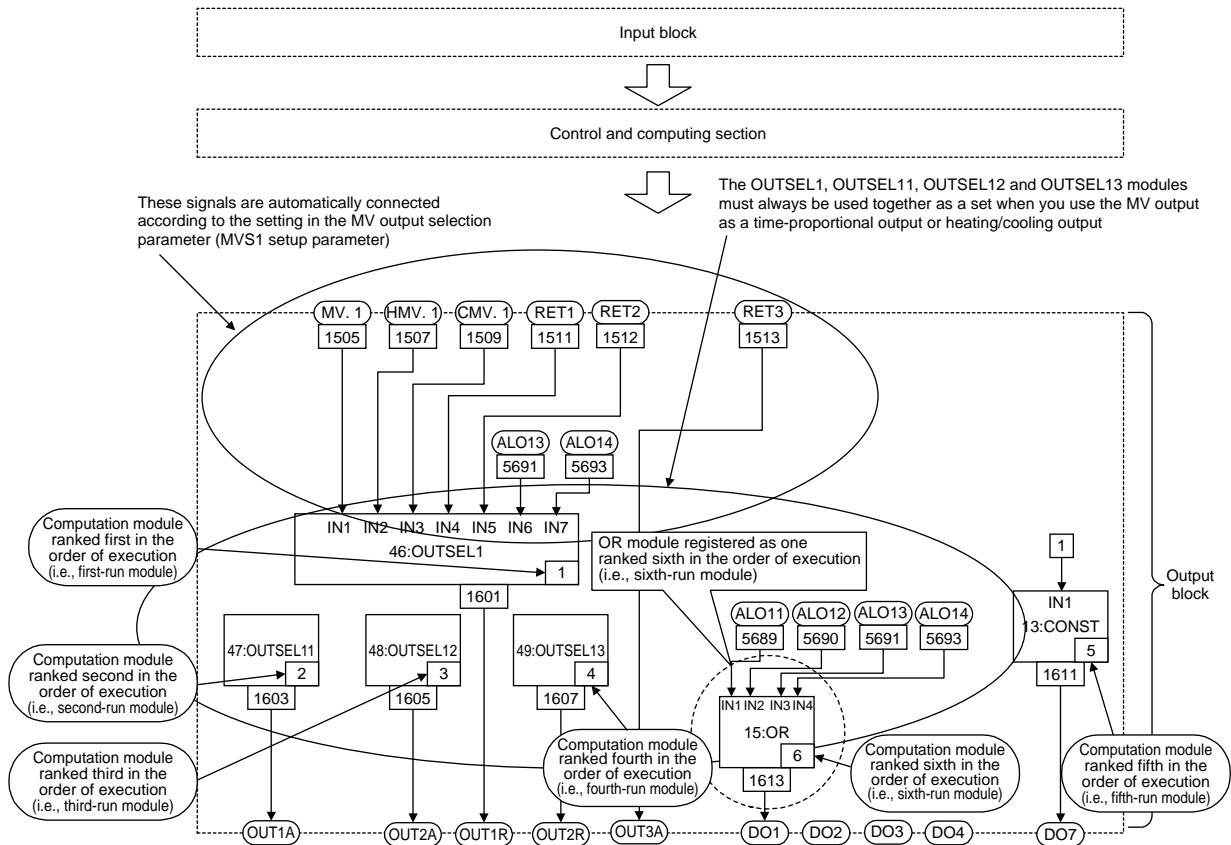 Input block
Control and computing section
These signals are automatically connected
according to the setting in the MV output selection
parameter (MVS1 setup parameter)
The OUTSEL1, OUTSEL11, OUTSEL12 and OUTSEL13 modules
must always be used together as a set when you use the MV output
as a time-proportional output or heating/cooling output
MV. 1 HMV. 1 CMV. 1 RET1 RET2 RET3
1505 1507 1509 1511 1512 1513
ALO13 ALO14
5691 5693
Computation module
ranked first in the
order of execution
(i.e., first-run module)
IN1 IN2 IN3 IN4 IN5 IN6 IN7
46:OUTSEL1
1
1601
OR module registered as one
ranked sixth in the order of execution
(i.e., sixth-run module)
1
IN1
13:CONST
5
1611
Output
block
ALO11 ALO12 ALO13 ALO14
5689 5690 5691 5693
47:OUTSEL11
2
1603
48:OUTSEL12
3
1605
49:OUTSEL13
4
1607
Computation module
ranked second in the
order of execution
(i.e., second-run module)
IN1 IN2 IN3 IN4
15:OR
6
1613
Computation module
ranked third in the
order of execution
(i.e., third-run module)
Computation module
ranked fourth in the
order of execution
(i.e., fourth-run module)
Computation module
ranked sixth in the
order of execution
(i.e., sixth-run module)
Computation module
ranked fifth in the
order of execution
(i.e., fifth-run module)
OUT1A OUT2A OUT1R OUT2R OUT3A DO1 DO2 DO3 DO4 DO7